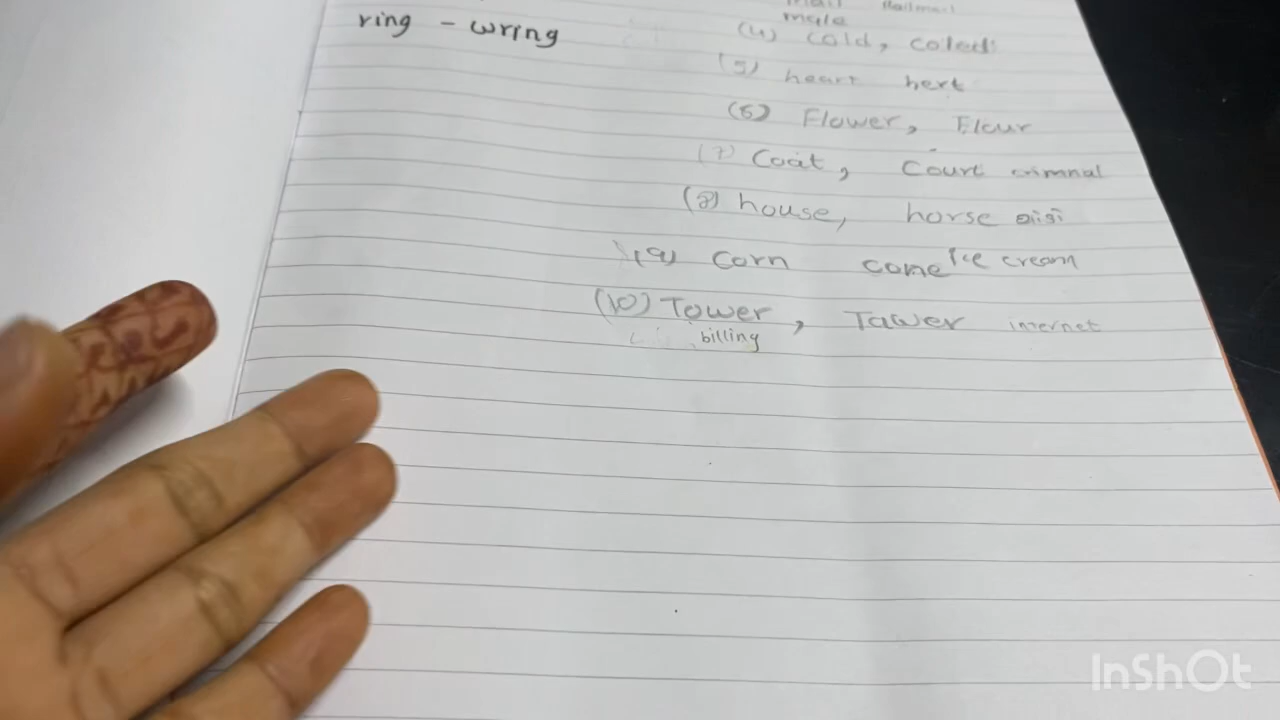 ring - wring
male
(4) cold, coled
(5) heart hert
(6) Flower, Flour
(7) Coat, Court crimnal
(8) house, horse
(9) Corn cone Ice cream
(10) Tower, Tawer internet
billing
InShOt